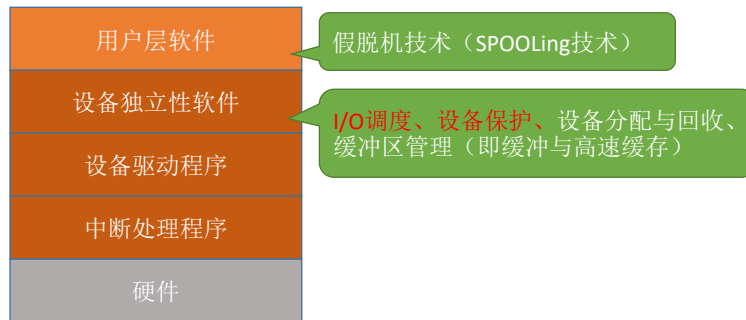 用户层软件
假脱机技术（SPOOLing技术）
设备独立性软件
I/O调度、设备保护、设备分配与回收、
缓冲区管理（即缓冲与高速缓存）
设备驱动程序
中断处理程序
硬件